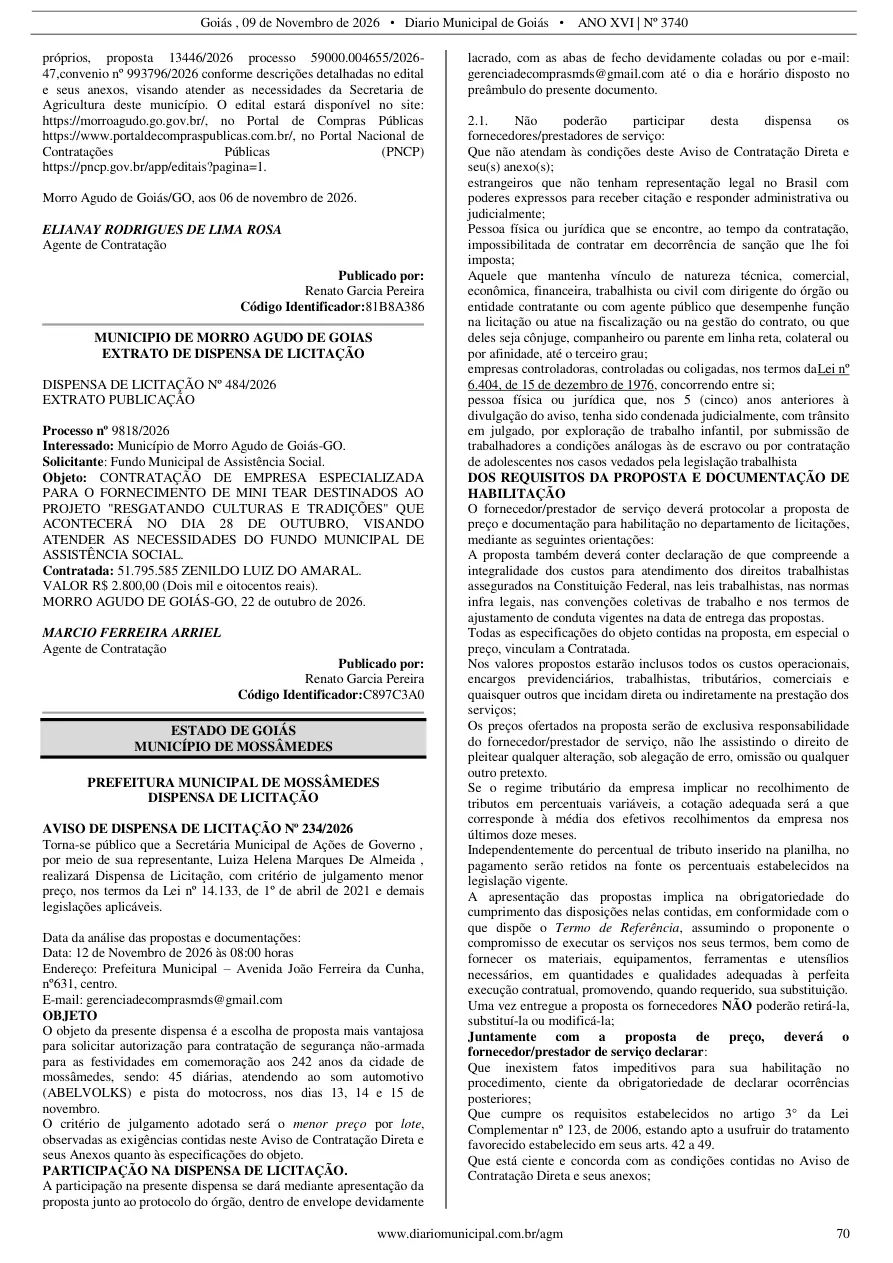 Goiás , 09 de Novembro de 2026 • Diario Municipal de Goiás • ANO XVI | Nº 3740
próprios, proposta 13446/2026 processo 59000.004655/2026-
47,convenio nº 993796/2026 conforme descrições detalhadas no edital
e seus anexos, visando atender as necessidades da Secretaria de
Agricultura deste município. O edital estará disponível no site:
https://morroagudo.go.gov.br/, no Portal de Compras Públicas
https://www.portaldecompraspublicas.com.br/, no Portal Nacional de
Contratações Públicas (PNCP)
https://pncp.gov.br/app/editais?pagina=1.
Morro Agudo de Goiás/GO, aos 06 de novembro de 2026.
ELIANAY RODRIGUES DE LIMA ROSA
Agente de Contratação
Publicado por:
Renato Garcia Pereira
Código Identificador:81B8A386
MUNICIPIO DE MORRO AGUDO DE GOIAS
EXTRATO DE DISPENSA DE LICITAÇÃO
DISPENSA DE LICITAÇÃO Nº 484/2026
EXTRATO PUBLICAÇÃO
Processo nº 9818/2026
Interessado: Município de Morro Agudo de Goiás-GO.
Solicitante: Fundo Municipal de Assistência Social.
Objeto: CONTRATAÇÃO DE EMPRESA ESPECIALIZADA
PARA O FORNECIMENTO DE MINI TEAR DESTINADOS AO
PROJETO "RESGATANDO CULTURAS E TRADIÇÕES" QUE
ACONTECERÁ NO DIA 28 DE OUTUBRO, VISANDO
ATENDER AS NECESSIDADES DO FUNDO MUNICIPAL DE
ASSISTÊNCIA SOCIAL.
Contratada: 51.795.585 ZENILDO LUIZ DO AMARAL.
VALOR R$ 2.800,00 (Dois mil e oitocentos reais).
MORRO AGUDO DE GOIÁS-GO, 22 de outubro de 2026.
MARCIO FERREIRA ARRIEL
Agente de Contratação
Publicado por:
Renato Garcia Pereira
Código Identificador:C897C3A0
ESTADO DE GOIÁS
MUNICÍPIO DE MOSSÂMEDES
PREFEITURA MUNICIPAL DE MOSSÂMEDES
DISPENSA DE LICITAÇÃO
AVISO DE DISPENSA DE LICITAÇÃO Nº 234/2026
Torna-se público que a Secretária Municipal de Ações de Governo ,
por meio de sua representante, Luiza Helena Marques De Almeida ,
realizará Dispensa de Licitação, com critério de julgamento menor
preço, nos termos da Lei nº 14.133, de 1º de abril de 2021 e demais
legislações aplicáveis.
Data da análise das propostas e documentações:
Data: 12 de Novembro de 2026 às 08:00 horas
Endereço: Prefeitura Municipal – Avenida João Ferreira da Cunha,
nº631, centro.
E-mail: gerenciadecomprasmds@gmail.com
OBJETO
O objeto da presente dispensa é a escolha de proposta mais vantajosa
para solicitar autorização para contratação de segurança não-armada
para as festividades em comemoração aos 242 anos da cidade de
mossâmedes, sendo: 45 diárias, atendendo ao som automotivo
(ABELVOLKS) e pista do motocross, nos dias 13, 14 e 15 de
novembro.
O critério de julgamento adotado será o menor preço por lote,
observadas as exigências contidas neste Aviso de Contratação Direta e
seus Anexos quanto às especificações do objeto.
PARTICIPAÇÃO NA DISPENSA DE LICITAÇÃO.
A participação na presente dispensa se dará mediante apresentação da
proposta junto ao protocolo do órgão, dentro de envelope devidamente
lacrado, com as abas de fecho devidamente coladas ou por e-mail:
gerenciadecomprasmds@gmail.com até o dia e horário disposto no
preâmbulo do presente documento.
2.1. Não poderão participar desta dispensa os
fornecedores/prestadores de serviço:
Que não atendam às condições deste Aviso de Contratação Direta e
seu(s) anexo(s);
estrangeiros que não tenham representação legal no Brasil com
poderes expressos para receber citação e responder administrativa ou
judicialmente;
Pessoa física ou jurídica que se encontre, ao tempo da contratação,
impossibilitada de contratar em decorrência de sanção que lhe foi
imposta;
Aquele que mantenha vínculo de natureza técnica, comercial,
econômica, financeira, trabalhista ou civil com dirigente do órgão ou
entidade contratante ou com agente público que desempenhe função
na licitação ou atue na fiscalização ou na gestão do contrato, ou que
deles seja cônjuge, companheiro ou parente em linha reta, colateral ou
por afinidade, até o terceiro grau;
empresas controladoras, controladas ou coligadas, nos termos daLei nº
6.404, de 15 de dezembro de 1976, concorrendo entre si;
pessoa física ou jurídica que, nos 5 (cinco) anos anteriores à
divulgação do aviso, tenha sido condenada judicialmente, com trânsito
em julgado, por exploração de trabalho infantil, por submissão de
trabalhadores a condições análogas às de escravo ou por contratação
de adolescentes nos casos vedados pela legislação trabalhista
DOS REQUISITOS DA PROPOSTA E DOCUMENTAÇÃO DE
HABILITAÇÃO
O fornecedor/prestador de serviço deverá protocolar a proposta de
preço e documentação para habilitação no departamento de licitações,
mediante as seguintes orientações:
A proposta também deverá conter declaração de que compreende a
integralidade dos custos para atendimento dos direitos trabalhistas
assegurados na Constituição Federal, nas leis trabalhistas, nas normas
infra legais, nas convenções coletivas de trabalho e nos termos de
ajustamento de conduta vigentes na data de entrega das propostas.
Todas as especificações do objeto contidas na proposta, em especial o
preço, vinculam a Contratada.
Nos valores propostos estarão inclusos todos os custos operacionais,
encargos previdenciários, trabalhistas, tributários, comerciais e
quaisquer outros que incidam direta ou indiretamente na prestação dos
serviços;
Os preços ofertados na proposta serão de exclusiva responsabilidade
do fornecedor/prestador de serviço, não lhe assistindo o direito de
pleitear qualquer alteração, sob alegação de erro, omissão ou qualquer
outro pretexto.
Se o regime tributário da empresa implicar no recolhimento de
tributos em percentuais variáveis, a cotação adequada será a que
corresponde à média dos efetivos recolhimentos da empresa nos
últimos doze meses.
Independentemente do percentual de tributo inserido na planilha, no
pagamento serão retidos na fonte os percentuais estabelecidos na
legislação vigente.
A apresentação das propostas implica na obrigatoriedade do
cumprimento das disposições nelas contidas, em conformidade com o
que dispõe o Termo de Referência, assumindo o proponente o
compromisso de executar os serviços nos seus termos, bem como de
fornecer os materiais, equipamentos, ferramentas e utensílios
necessários, em quantidades e qualidades adequadas à perfeita
execução contratual, promovendo, quando requerido, sua substituição.
Uma vez entregue a proposta os fornecedores NÃO poderão retirá-la,
substituí-la ou modificá-la;
Juntamente com a proposta de preço, deverá o
fornecedor/prestador de serviço declarar:
Que inexistem fatos impeditivos para sua habilitação no
procedimento, ciente da obrigatoriedade de declarar ocorrências
posteriores;
Que cumpre os requisitos estabelecidos no artigo 3° da Lei
Complementar nº 123, de 2006, estando apto a usufruir do tratamento
favorecido estabelecido em seus arts. 42 a 49.
Que está ciente e concorda com as condições contidas no Aviso de
Contratação Direta e seus anexos;
www.diariomunicipal.com.br/agm
70